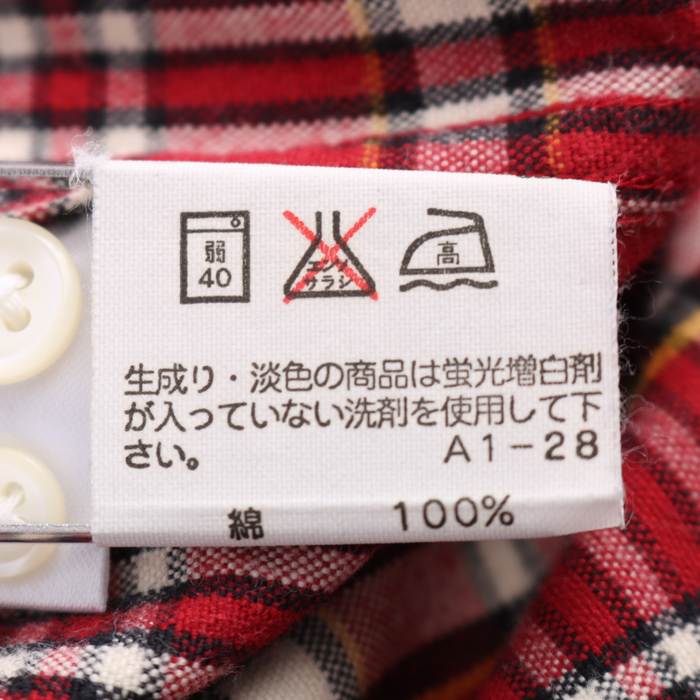 弱
40
エンソ
サラシ
高
生成り・淡色の商品は蛍光増白剤
が入っていない洗剤を使用して下
さい。 A1-28
綿 100%